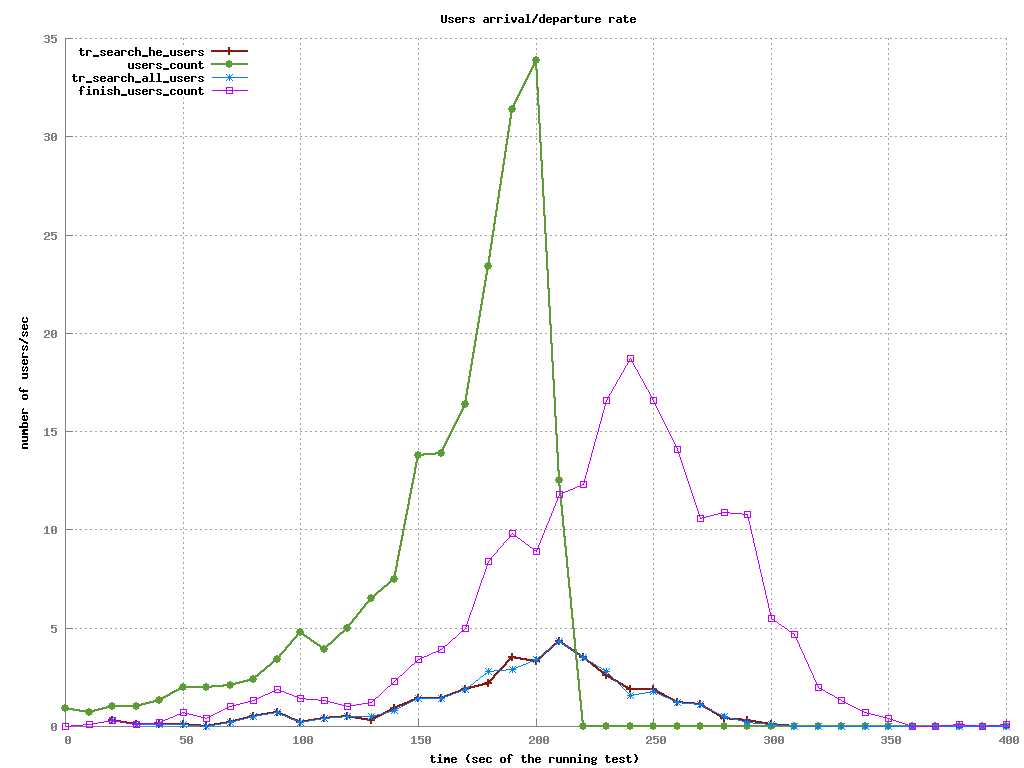 Users arrival/departure rate
tr_search_he_users
users_count
tr_search_all_users
finish_users_count
35
30
25
20
15
10
5
0
number of users/sec
0 50 100 150 200 250 300 350 400
time (sec of the running test)